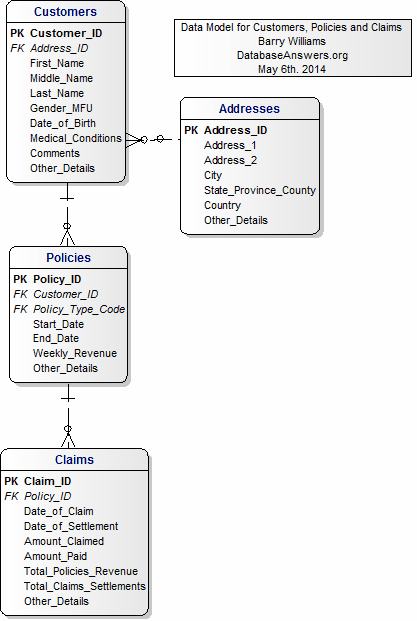 Customers
PK Customer_ID
FK Address_ID
First_Name
Middle_Name
Last_Name
Gender_MFU
Date_of_Birth
Medical_Conditions
Comments
Other_Details
Data Model for Customers, Policies and Claims
Barry Williams
DatabaseAnswers.org
May 6th. 2014
Addresses
PK Address_ID
Address_1
Address_2
City
State_Province_County
Country
Other_Details
Policies
PK Policy_ID
FK Customer_ID
FK Policy_Type_Code
Start_Date
End_Date
Weekly_Revenue
Other_Details
Claims
PK Claim_ID
FK Policy_ID
Date_of_Claim
Date_of_Settlement
Amount_Claimed
Amount_Paid
Total_Policies_Revenue
Total_Claims_Settlements
Other_Details